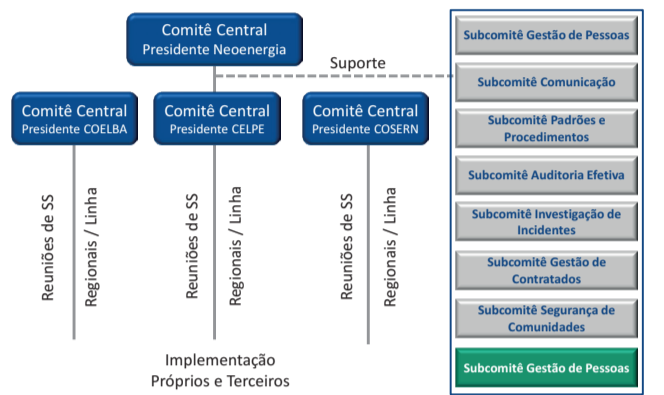 Comitê Central
Presidente Neoenergia
Suporte
Comitê Central
Presidente COELBA
Comitê Central
Presidente CELPE
Comitê Central
Presidente COSERN
Reuniões de SS
Regionais / Linha
Reuniões de SS
Regionais / Linha
Reuniões de SS
Regionais / Linha
Implementação
Próprios e Terceiros
Subcomitê Gestão de Pessoas
Subcomitê Comunicação
Subcomitê Padrões e
Procedimentos
Subcomitê Auditoria Efetiva
Subcomitê Investigação de
Incidentes
Subcomitê Gestão de
Contratados
Subcomitê Segurança de
Comunidades
Subcomitê Gestão de Pessoas